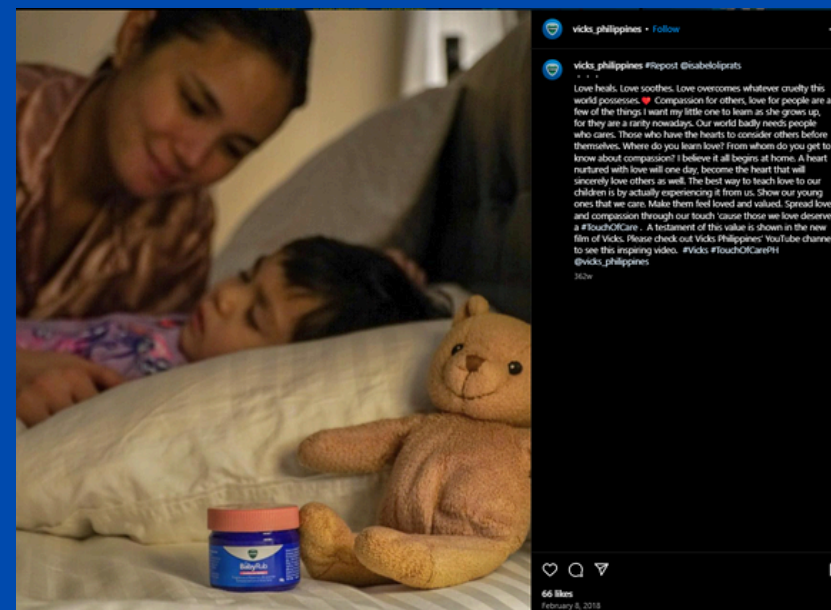 vicks_philippines • Follow
vicks_philippines #Repost @isabeloliprats
• • •
Love heals. Love soothes. Love overcomes whatever cruelty this
world possesses.❤ Compassion for others, love for people are a
few of the things I want my little one to learn as she grows up,
for they are a rarity nowadays. Our world badly needs people
who cares. Those who have the hearts to consider others before
themselves. Where do you learn love? From whom do you get to
know about compassion? I believe it all begins at home. A heart
nurtured with love will one day, become the heart that will
sincerely love others as well. The best way to teach love to our
children is by actually experiencing it from us. Show our young
ones that we care. Make them feel loved and valued. Spread love
and compassion through our touch 'cause those we love deserve
a #TouchOfCare . A testament of this value is shown in the new
film of Vicks. Please check out Vicks Philippines' YouTube channe
to see this inspiring video. #Vicks #TouchOfCarePH
@vicks_philippines
362w
BabyRub
66 likes
February 8, 2018